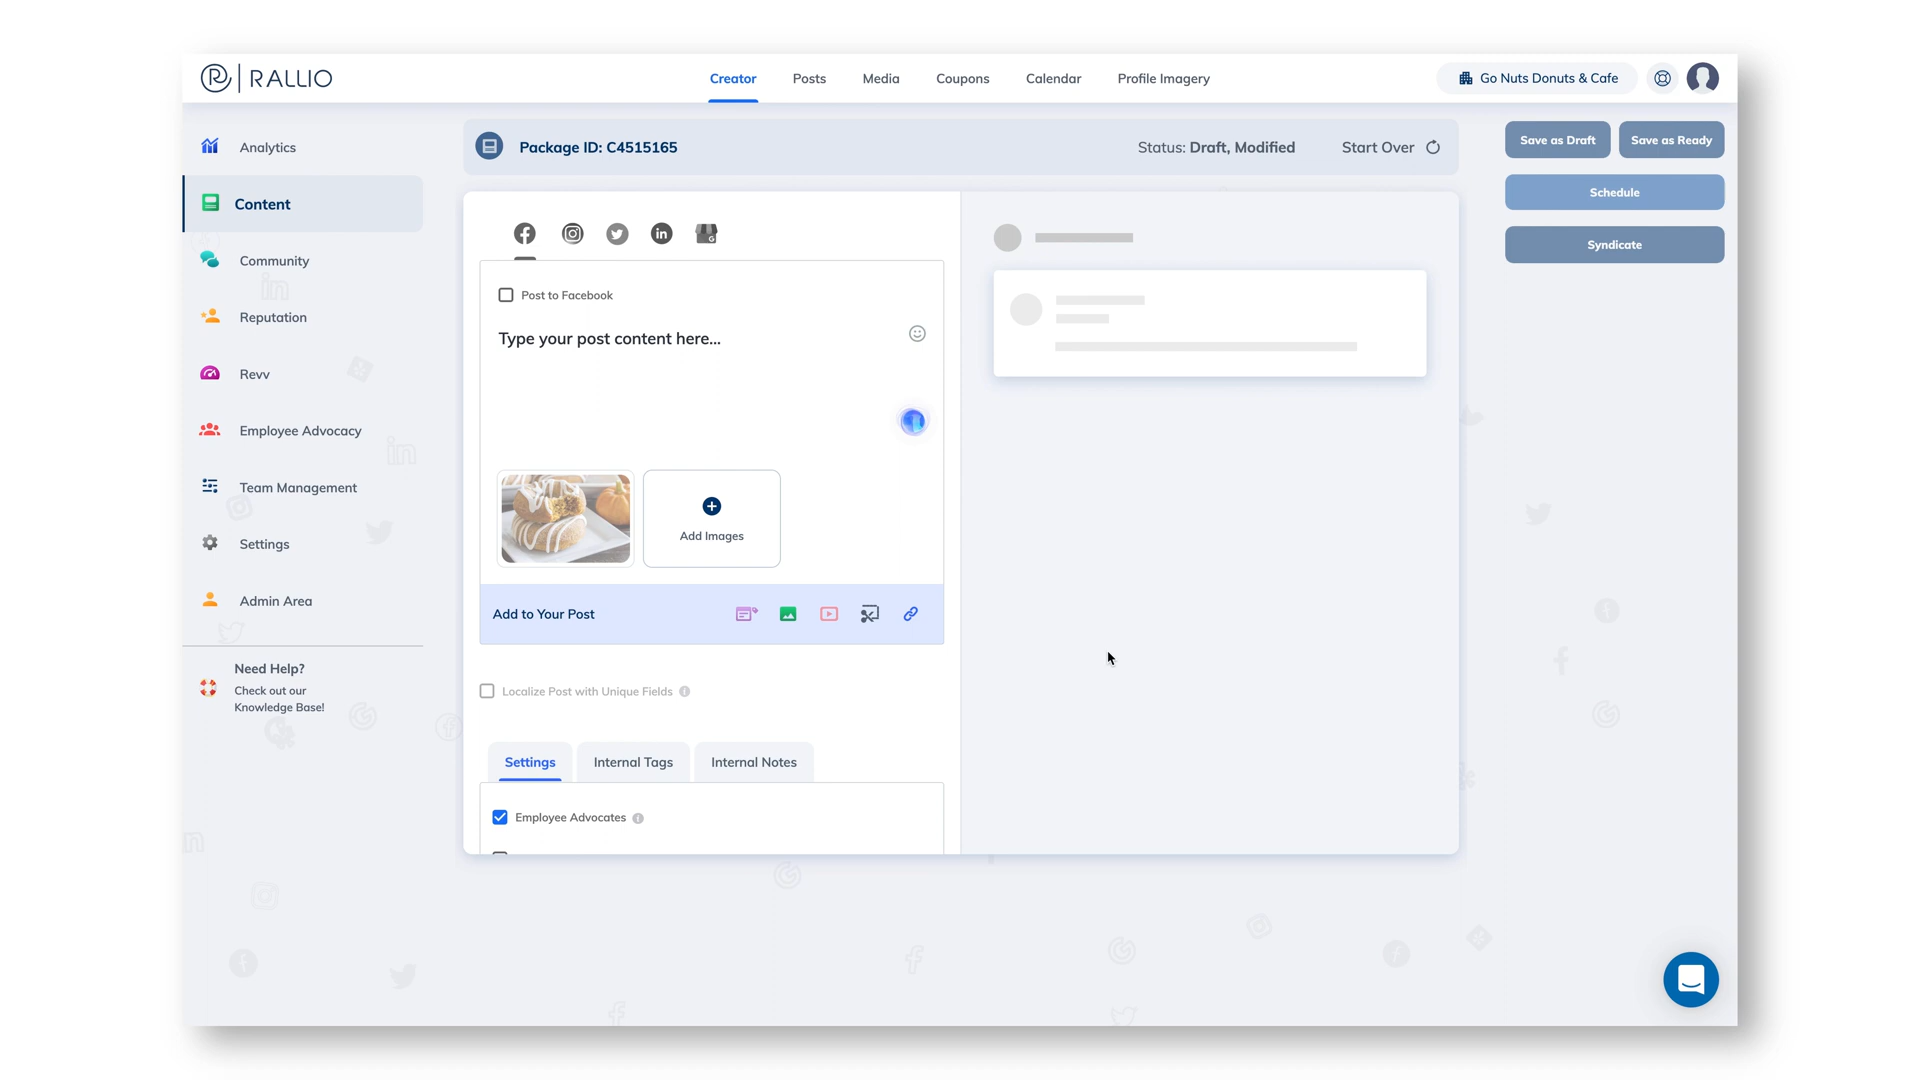 RALLIO
Creator
Posts
Media
Coupons
Calendar
Profile Imagery
Go Nuts Donuts & Cafe
Analytics
Content
Community
Reputation
Revv
Employee Advocacy
Team Management
Settings
Admin Area
Need Help?
Check out our
Knowledge Base!
Package ID: C4515165
Status: Draft, Modified
Start Over
Save as Draft
Save as Ready
Schedule
Syndicate
Post to Facebook
Type your post content here...
Add Images
Add to Your Post
Localize Post with Unique Fields
Settings
Internal Tags
Internal Notes
Employee Advocates